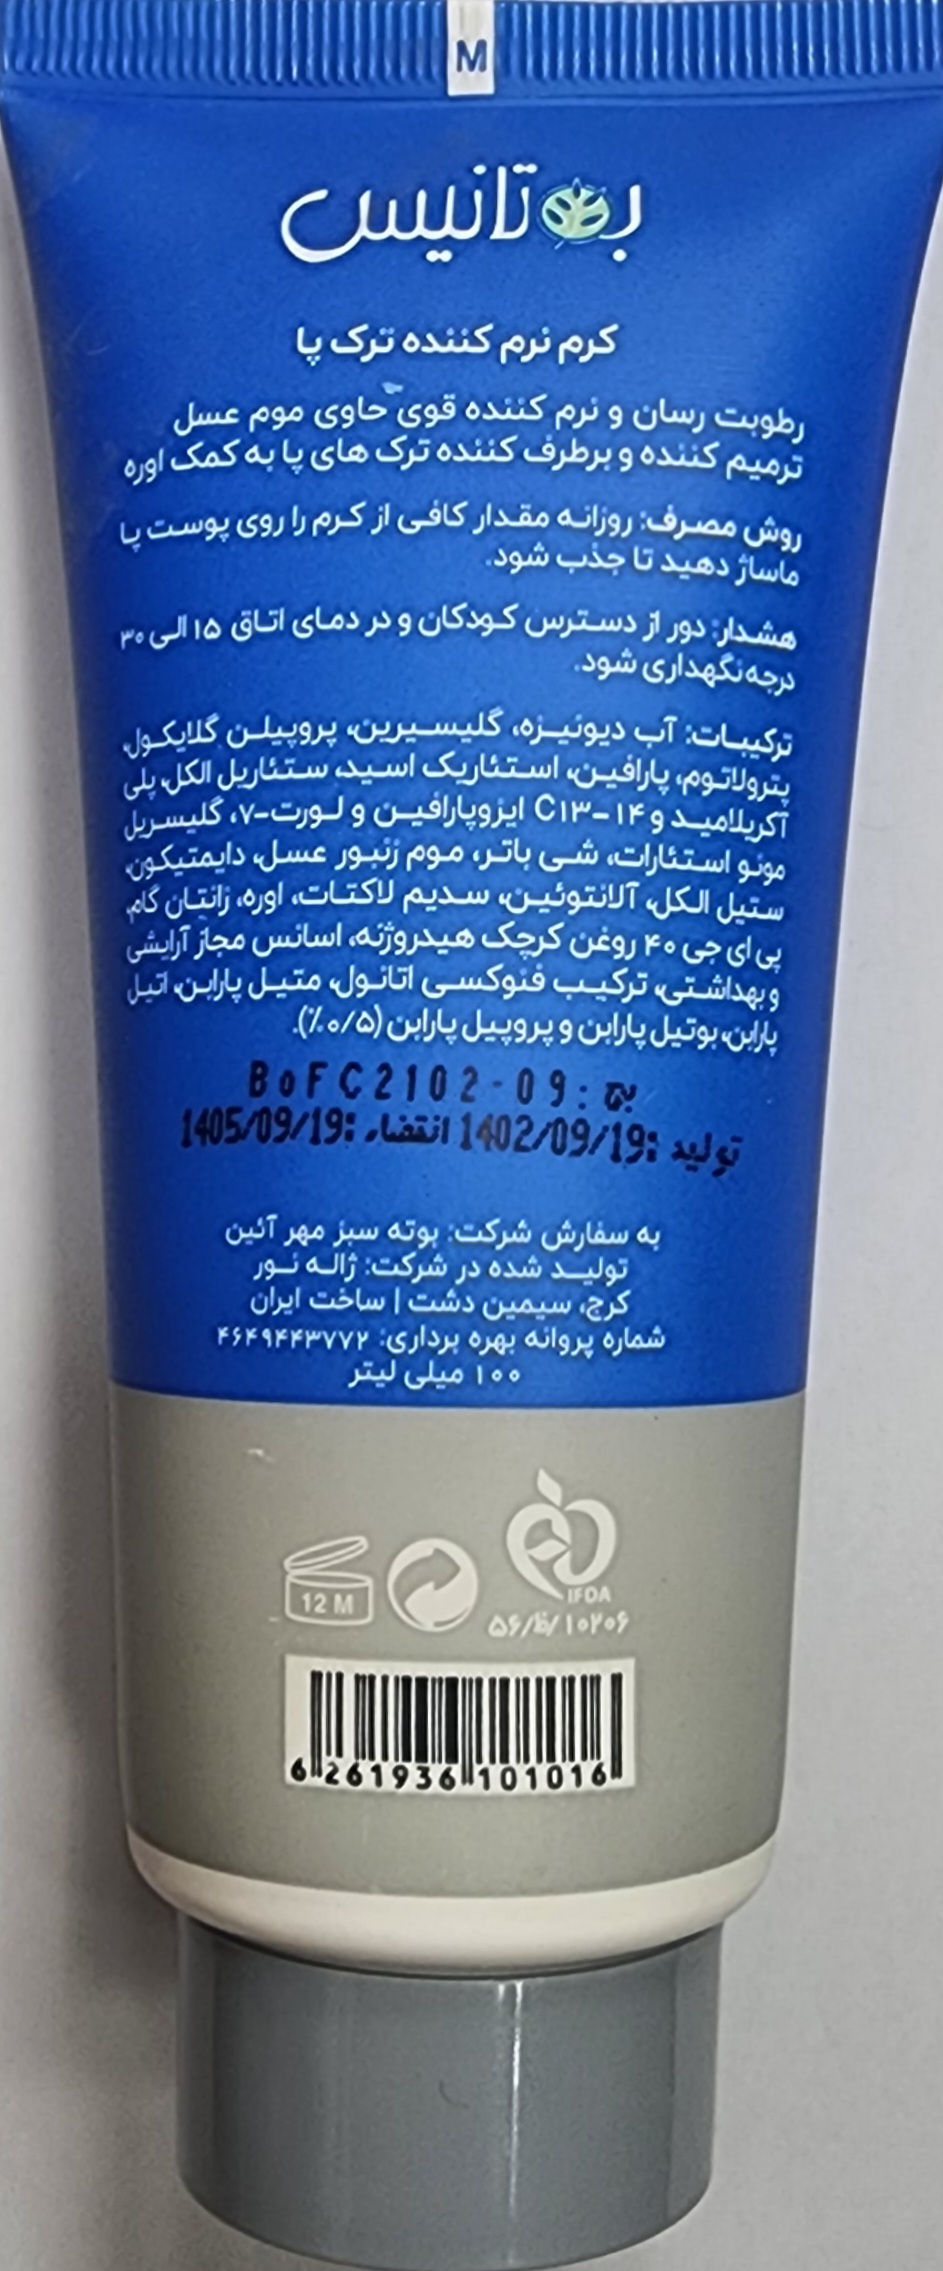 M
بوتانیس
کرم نرم کننده ترک پا
رطوبت رسان و نرم کننده قوی حاوی موم عسل
ترمیم کننده و برطرف کننده ترک های پا به کمک اوره
روش مصرف: روزانه مقدار کافی از کرم را روی پوست پا
ماساژ دهید تا جذب شود.
هشدار: دور از دسترس کودکان و در دمای اتاق ۱۵ الی ۳۰
درجه نگهداری شود.
ترکیبات: آب دیونیزه، گلیسیرین، پروپیلن گلایکول،
پترولاتوم، پارافین، استئاریک اسید، ستئاریل الکل، پلی
آکریلامید و C۱۳-۱۴ ایزوپارافین و لورت-۷، گلیسریل
مونو استئارات، شی باتر، موم زنبور عسل، دایمتیکون،
ستیل الکل، آلانتوئین، سدیم لاکتات، اوره، زانتان گام،
پی ای جی ۴۰ روغن کرچک هیدروژنه، اسانس مجاز آرایشی
و بهداشتی، ترکیب فنوکسی اتانول، متیل پارابن، اتیل
پارابن، بوتیل پارابن و پروپیل پارابن (۰/۵٪).
بچ : BoFC2102-09
تولید :1402/09/19 انقضاء :1405/09/19
به سفارش شرکت: بوته سبز مهر آئین
تولید شده در شرکت: ژاله نور
کرج، سیمین دشت | ساخت ایران
شماره پروانه بهره برداری: ۴۶۴۹۴۴۳۷۷۲
۱۰۰ میلی لیتر
IFDA
12 M
۵۶/ظ/۱۰۲۰۶
6 261936 101016